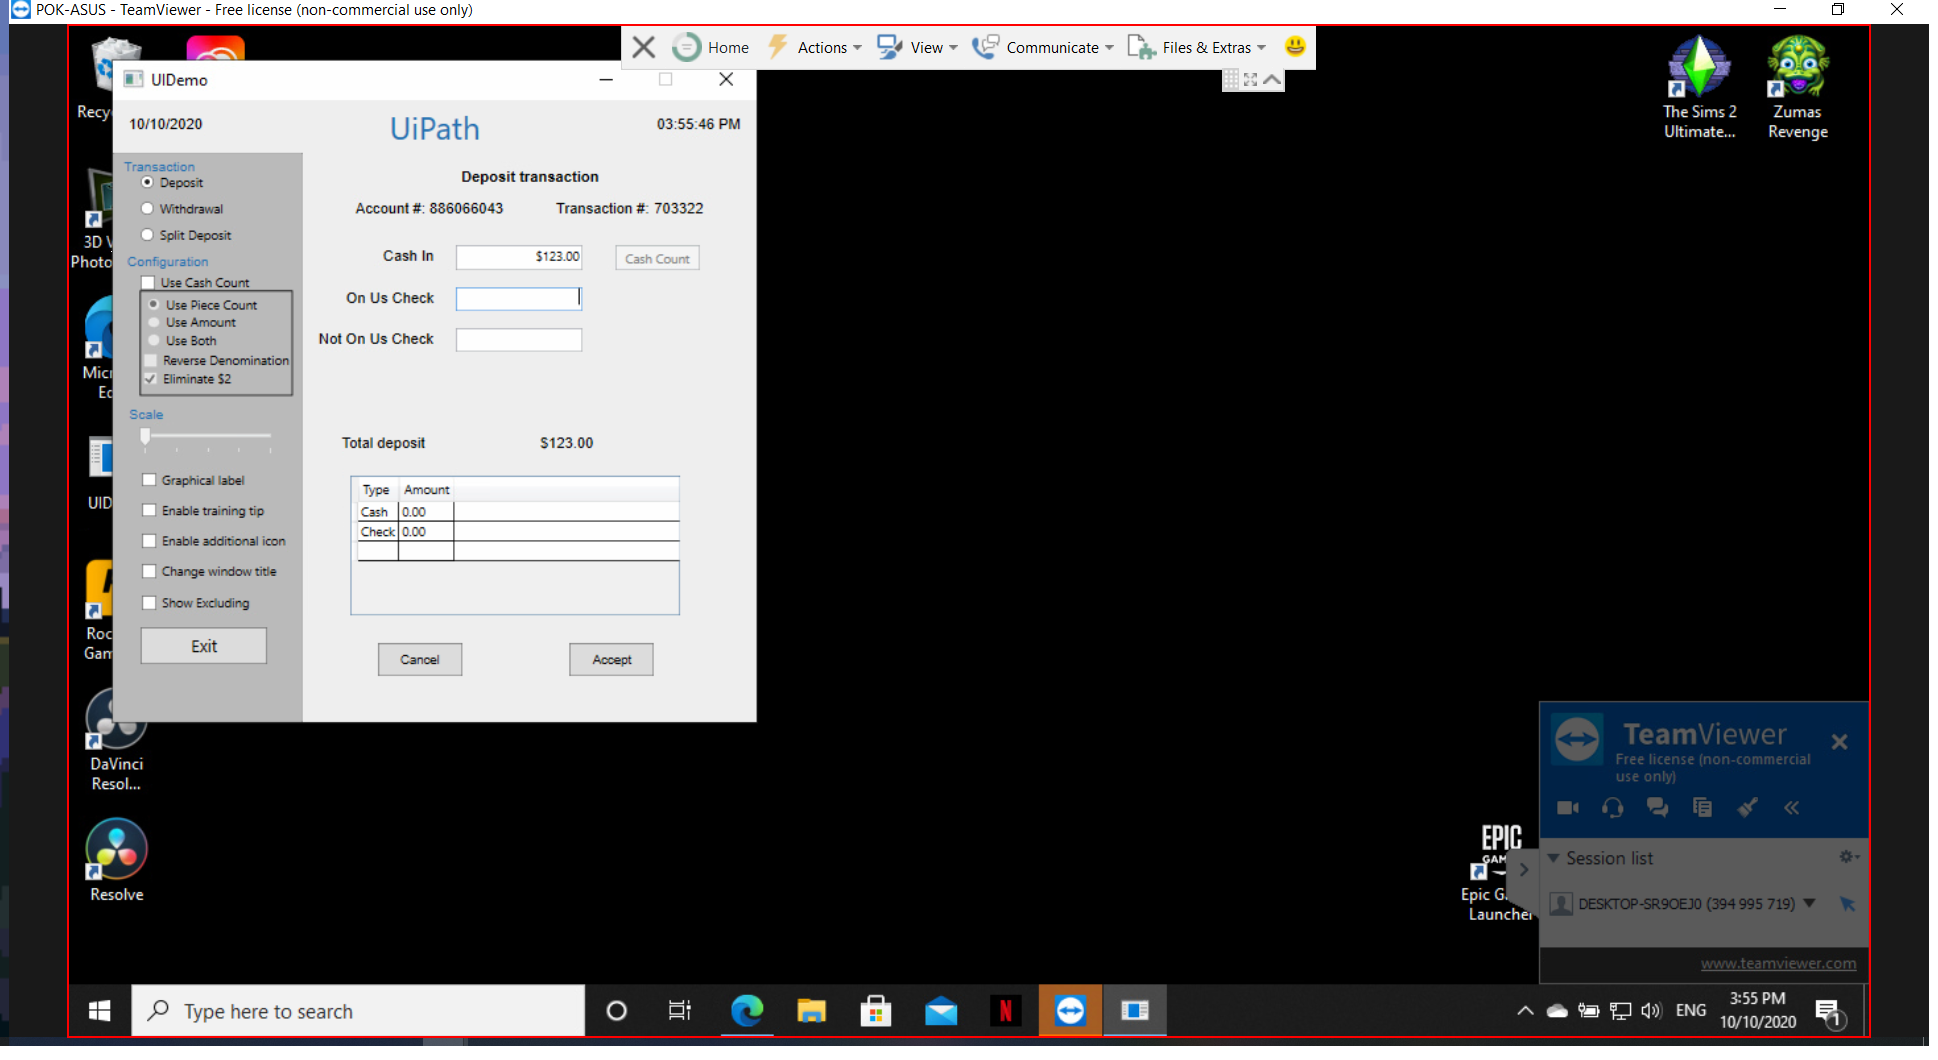 POK-ASUS - TeamViewer - Free license (non-commercial use only)
Home Actions View Communicate Files & Extras
UIDemo
10/10/2020
UiPath
03:55:46 PM
Transaction
Deposit
Withdrawal
Split Deposit
Configuration
Use Cash Count
Use Piece Count
Use Amount
Use Both
Reverse Denomination
Eliminate $2
Scale
Graphical label
Enable training tip
Enable additional icon
Change window title
Show Excluding
Exit
Deposit transaction
Account #: 886066043 Transaction #: 703322
Cash In $123.00 Cash Count
On Us Check
Not On Us Check
Total deposit $123.00
Type Amount
Cash 0.00
Check 0.00
Cancel Accept
Recy
3D V
Photo
Micr
Ed
UID
Roc
Gam
DaVinci
Resol...
Resolve
The Sims 2
Ultimate...
Zumas
Revenge
EPIC
GAM
Epic G
Launcher
TeamViewer
Free license (non-commercial
use only)
Session list
DESKTOP-SR9OEJ0 (394 995 719)
www.teamviewer.com
Type here to search
N
ENG
3:55 PM
10/10/2020
1